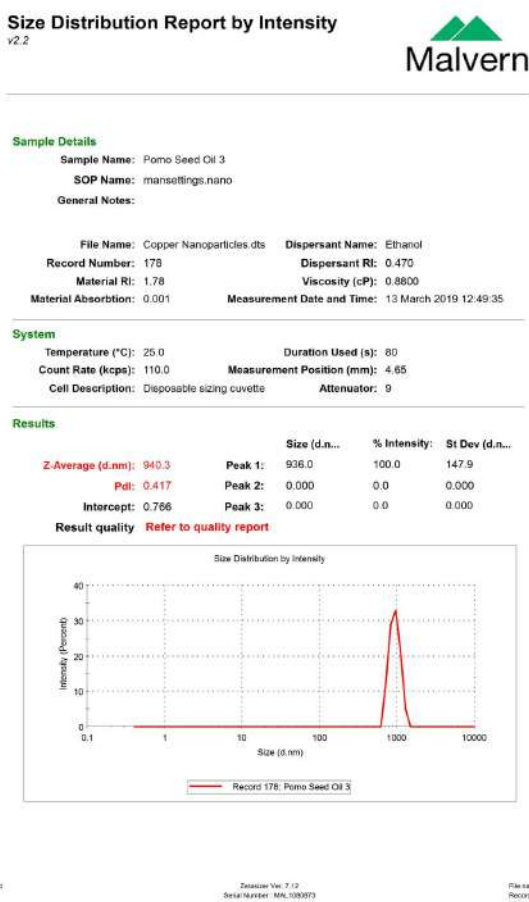 Size Distribution Report by Intensity
v2.2
Malvern
Sample Details
Sample Name: Pomo Seed Oil 3
SOP Name: mansettings.nano
General Notes:
File Name: Copper Nanoparticles.dts Dispersant Name: Ethanol
Record Number: 178 Dispersant RI: 0.470
Material RI: 1.78 Viscosity (cP): 0.8800
Material Absorbtion: 0.001 Measurement Date and Time: 13 March 2019 12:49:35
System
Temperature (°C): 25.0 Duration Used (s): 80
Count Rate (kcps): 110.0 Measurement Position (mm): 4.65
Cell Description: Disposable sizing cuvette Attenuator: 9
Results
Size (d.n... % Intensity: St Dev (d.n...
Z-Average (d.nm): 940.3 Peak 1: 936.0 100.0 147.9
PdI: 0.417 Peak 2: 0.000 0.0 0.000
Intercept: 0.766 Peak 3: 0.000 0.0 0.000
Result quality Refer to quality report
Size Distribution by Intensity
Intensity (Percent)
40
30
20
10
0
0.1 1 10 100 1000 10000
Size (d.nm)
Record 178: Pomo Seed Oil 3
Zetasizer Ver. 7.12
Serial Number : MAL1080873
File na
Record